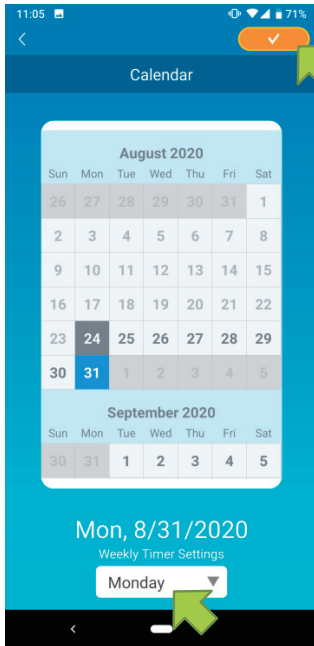 11:05 71%
Calendar
August 2020
Sun Mon Tue Wed Thu Fri Sat
26 27 28 29 30 31 1
2 3 4 5 6 7 8
9 10 11 12 13 14 15
16 17 18 19 20 21 22
23 24 25 26 27 28 29
30 31 1 2 3 4 5
September 2020
Sun Mon Tue Wed Thu Fri Sat
30 31 1 2 3 4 5
Mon, 8/31/2020
Weekly Timer Settings
Monday